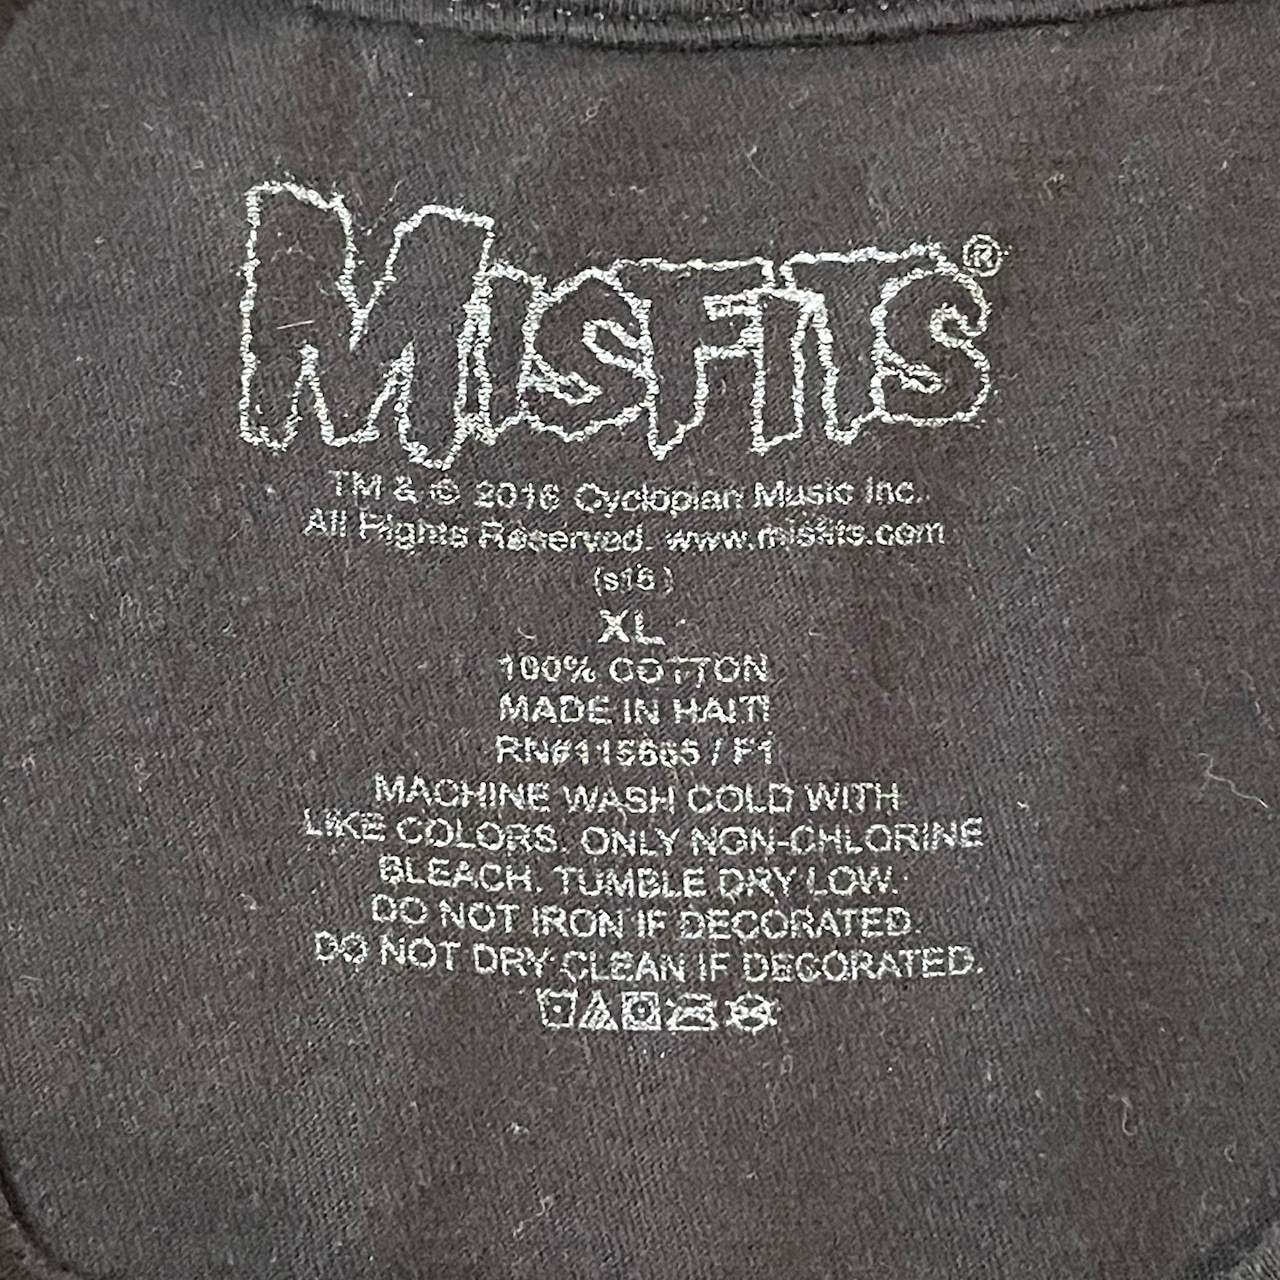 MISFITS®
TM & © 2016 Cyclopian Music Inc.
All Rights Reserved. www.misfits.com
(s16)
XL
100% COTTON
MADE IN HAITI
RN#115665 / F1
MACHINE WASH COLD WITH
LIKE COLORS. ONLY NON-CHLORINE
BLEACH. TUMBLE DRY LOW.
DO NOT IRON IF DECORATED.
DO NOT DRY CLEAN IF DECORATED.